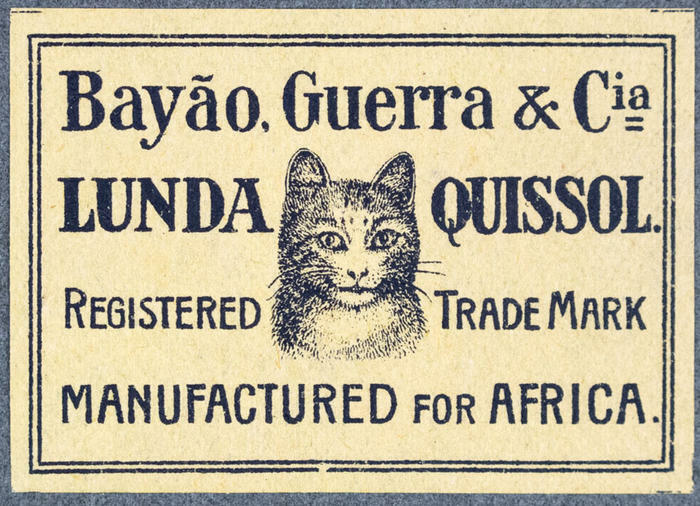 Bayão, Guerra & Cia
LUNDA QUISSOL.
REGISTERED TRADE MARK
MANUFACTURED FOR AFRICA.